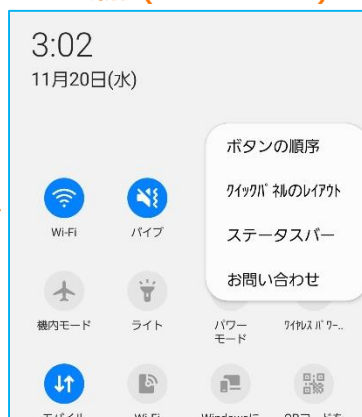 3:02
11月20日(水)
ボタンの順序
クイックパネルのレイアウト
ステータスバー
お問い合わせ
Wi-Fi
バイブ
機内モード
ライト
パワー
モード
ワイヤレス パワー..